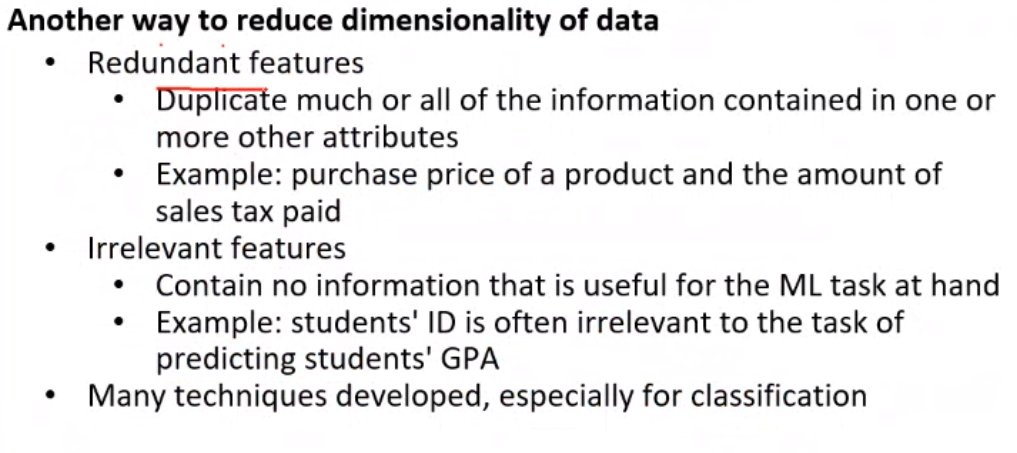 Another way to reduce dimensionality of data
• Redundant features
• Duplicate much or all of the information contained in one or
more other attributes
• Example: purchase price of a product and the amount of
sales tax paid
• Irrelevant features
• Contain no information that is useful for the ML task at hand
• Example: students' ID is often irrelevant to the task of
predicting students' GPA
• Many techniques developed, especially for classification